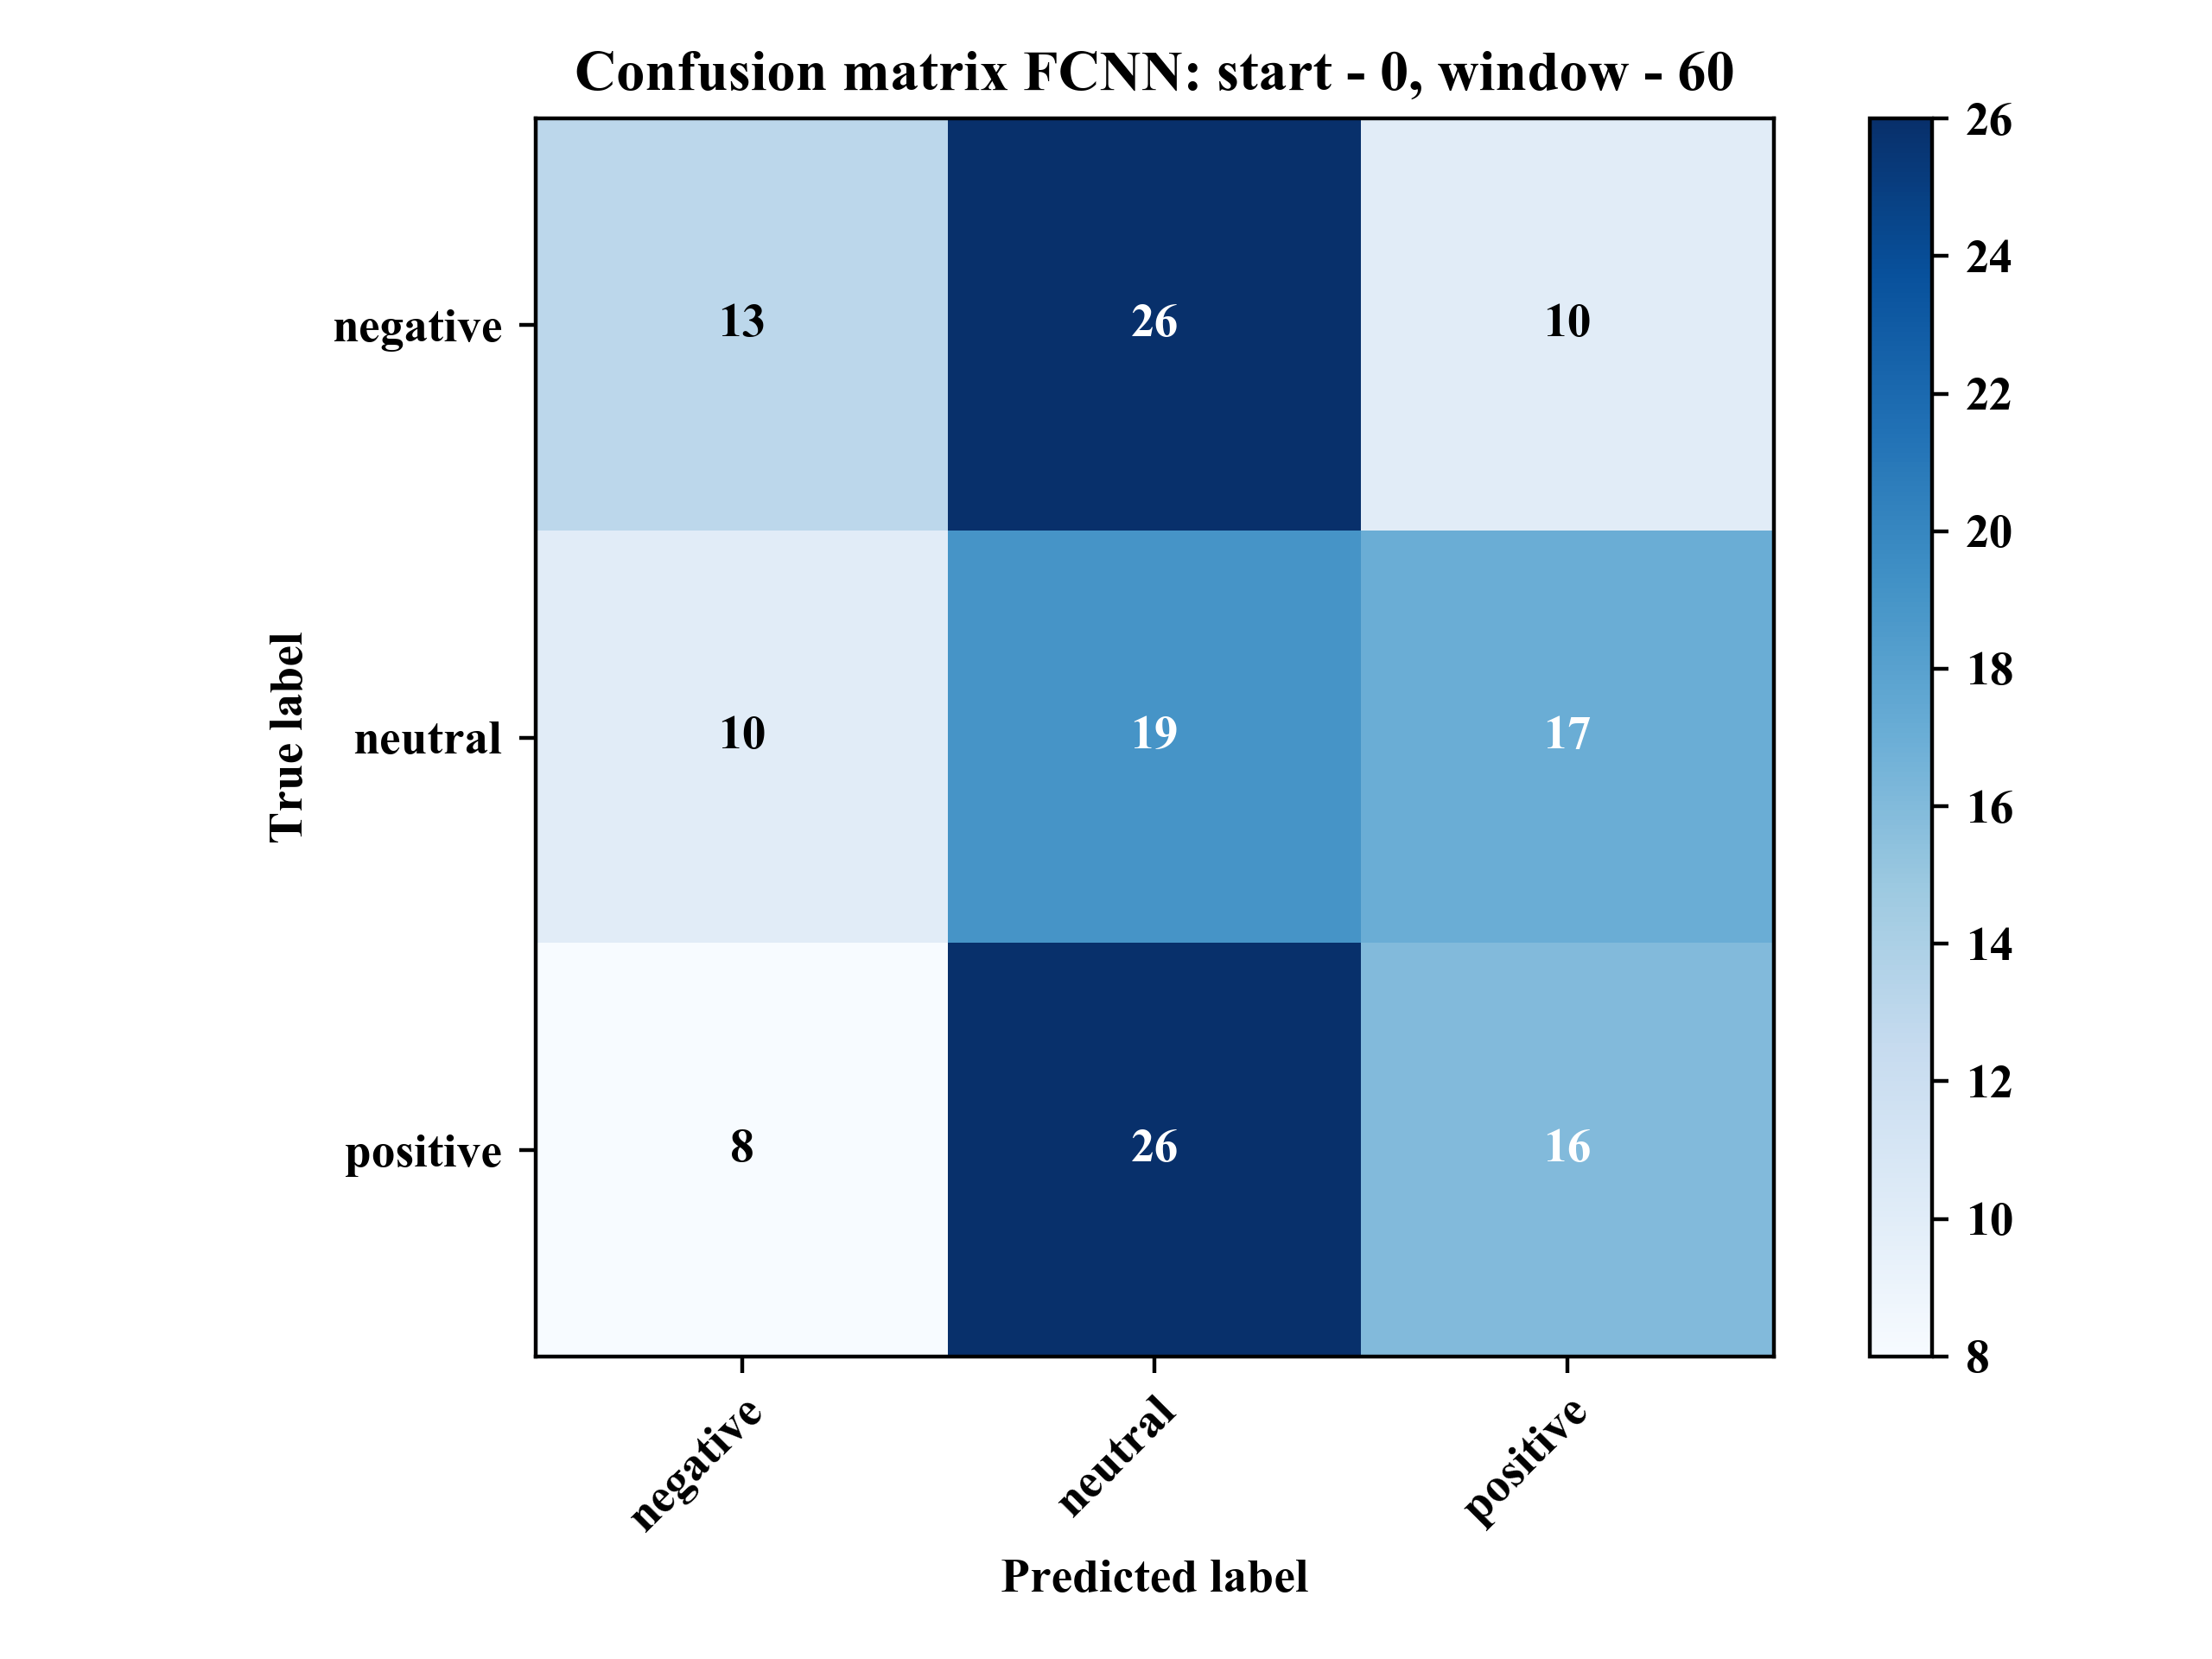 Confusion matrix FCNN: start - 0, window - 60
True label
negative
neutral
positive
13 26 10
10 19 17
8 26 16
negative
neutral
positive
Predicted label
26
24
22
20
18
16
14
12
10
8